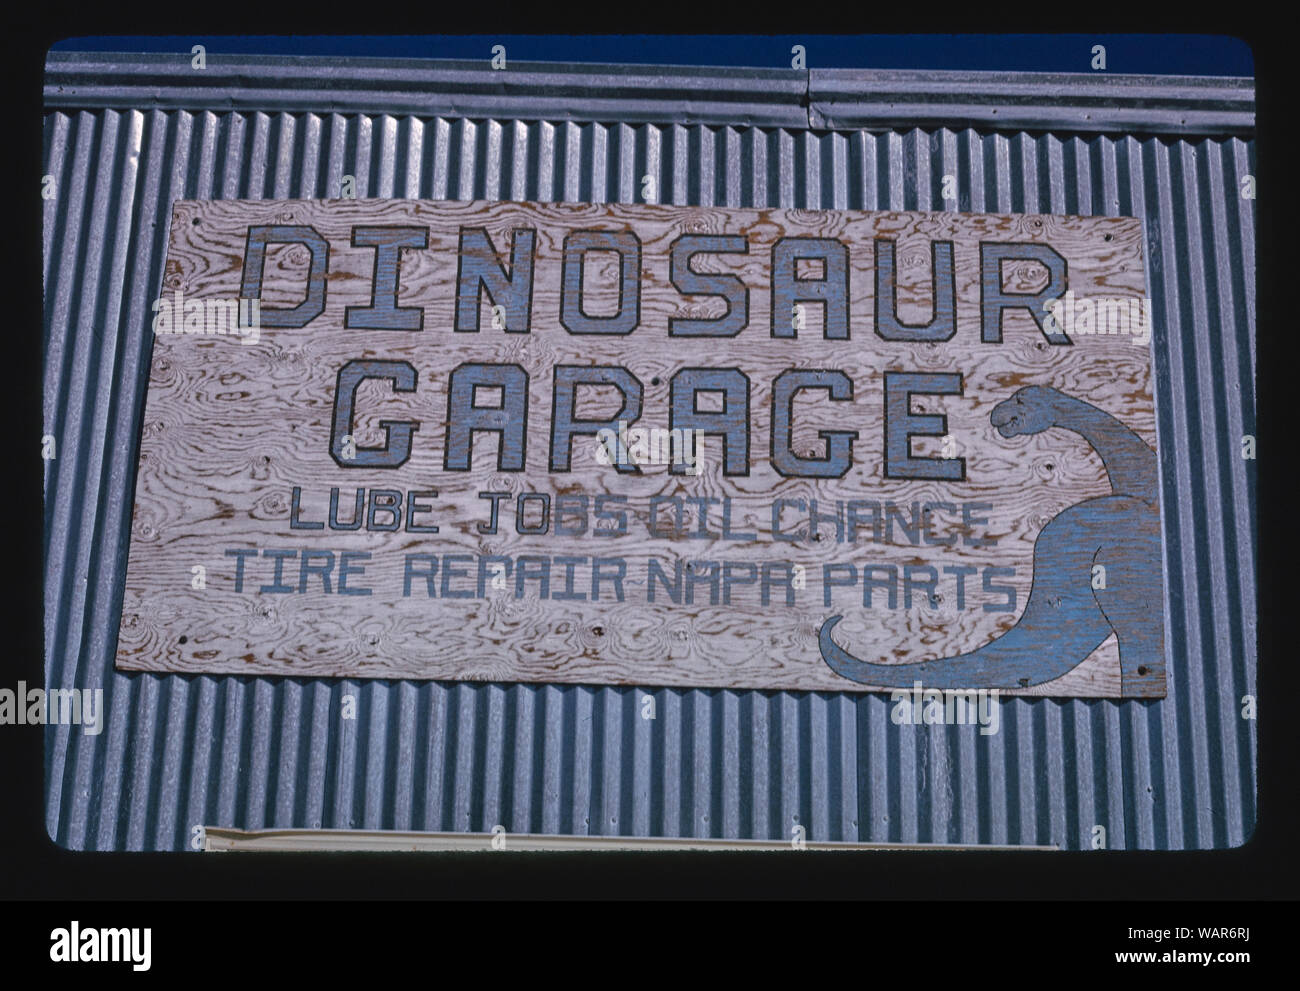 DINOSAUR
GARAGE
LUBE JOBS OIL CHANGE
TIRE REPAIR~NAPA PARTS
alamy
alamy
Image ID: WAR6RJ
www.alamy.com